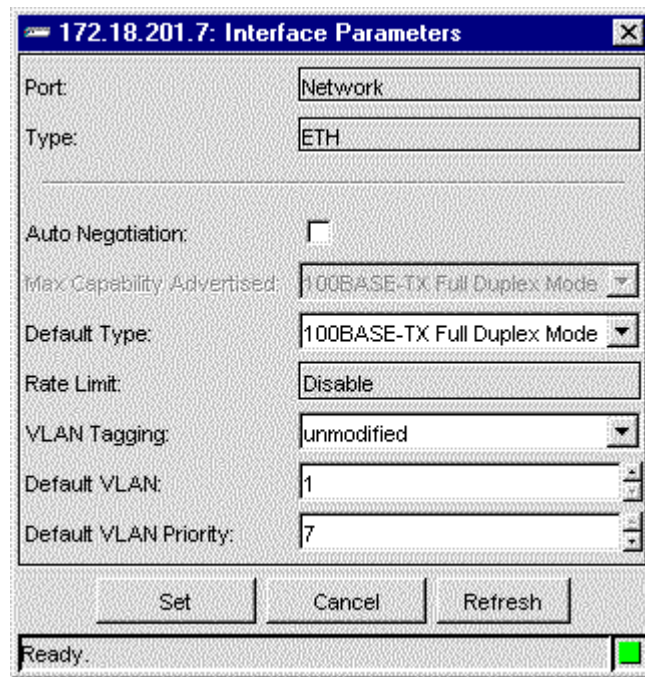 172.18.201.7: Interface Parameters
Port: Network
Type: ETH
Auto Negotiation:
Max Capability Advertised: 100BASE-TX Full Duplex Mode
Default Type: 100BASE-TX Full Duplex Mode
Rate Limit: Disable
VLAN Tagging: unmodified
Default VLAN: 1
Default VLAN Priority: 7
Set Cancel Refresh
Ready.